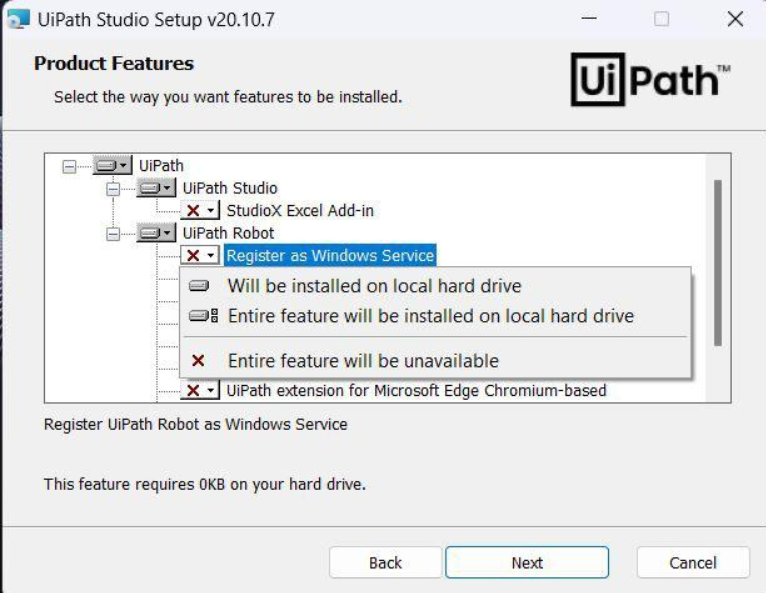 UiPath Studio Setup v20.10.7
Product Features
Select the way you want features to be installed.
UiPath™
UiPath
UiPath Studio
StudioX Excel Add-in
UiPath Robot
Register as Windows Service
Will be installed on local hard drive
Entire feature will be installed on local hard drive
Entire feature will be unavailable
UiPath extension for Microsoft Edge Chromium-based
Register UiPath Robot as Windows Service
This feature requires 0KB on your hard drive.
Back
Next
Cancel